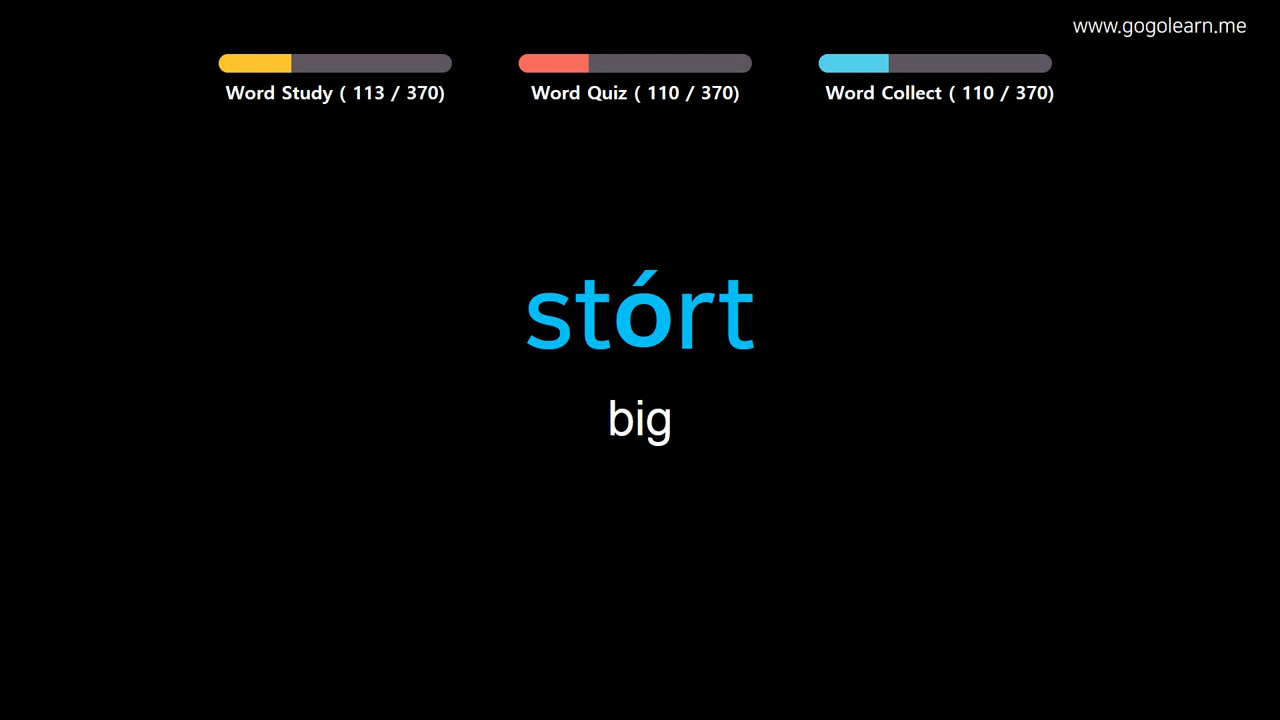 www.gogolearn.me
Word Study ( 113 / 370)
Word Quiz ( 110 / 370)
Word Collect ( 110 / 370)
stórt
big